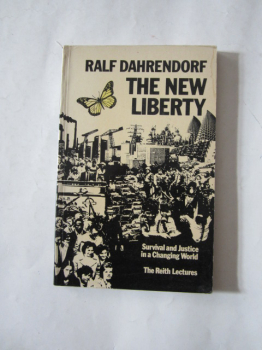 RALF DAHRENDORF
THE NEW
LIBERTY
Survival and Justice
in a Changing World
The Reith Lectures